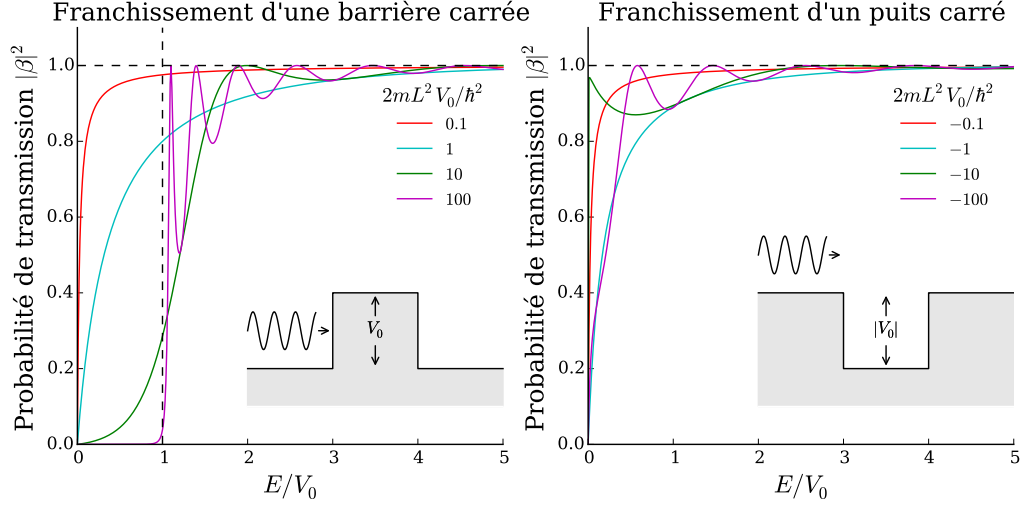 Franchissement d'une barrière carrée
Probabilité de transmission |β|²
1.0
0.8
0.6
0.4
0.2
0.0
2mL²V₀/ħ²
0.1
1
10
100
V₀
0 1 2 3 4 5
E/V₀
Franchissement d'un puits carré
Probabilité de transmission |β|²
1.0
0.8
0.6
0.4
0.2
0.0
2mL²V₀/ħ²
−0.1
−1
−10
−100
|V₀|
0 1 2 3 4 5
E/V₀